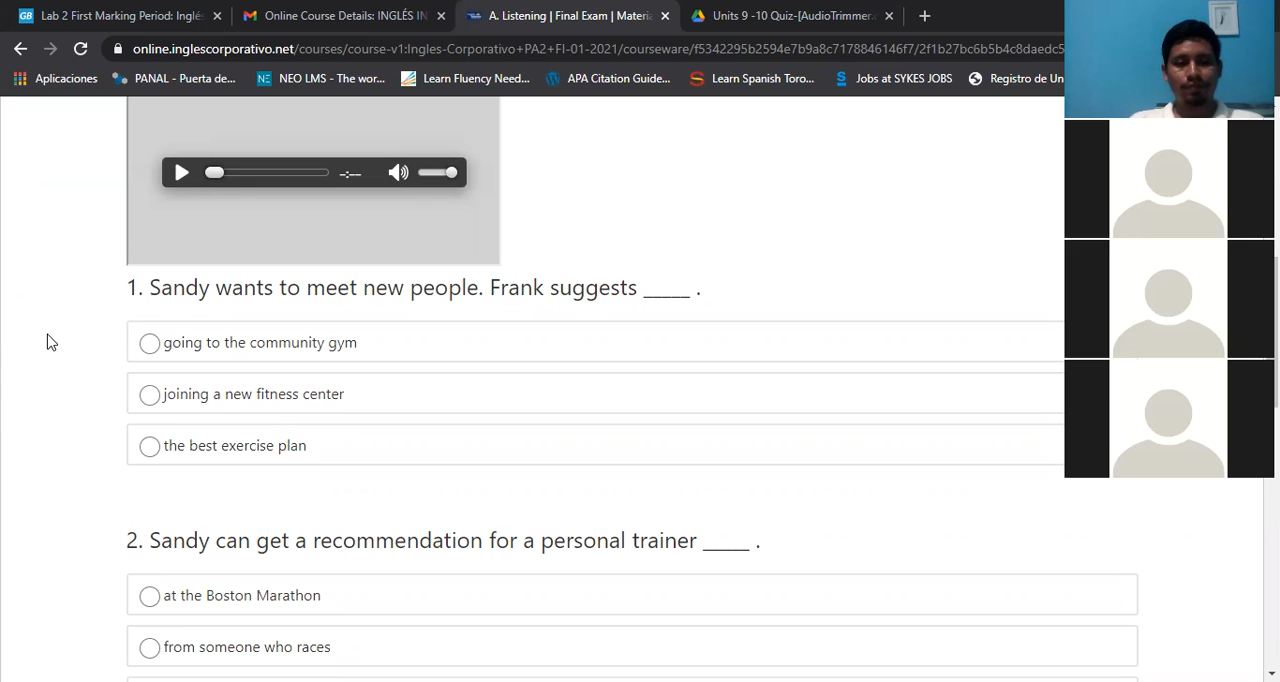 GB Lab 2 First Marking Period: Inglé
Online Course Details: INGLÉS IN
A. Listening | Final Exam | Materia
Units 9 -10 Quiz-[AudioTrimmer.c
online.inglescorporativo.net/courses/course-v1:Ingles-Corporativo+PA2+FI-01-2021/courseware/f5342295b2594e7b9a8c7178846146f7/2f1b27bc6b5b4c8daedc5
Aplicaciones
PANAL - Puerta de...
NE NEO LMS - The wor...
Learn Fluency Need...
APA Citation Guide...
Learn Spanish Toro...
S Jobs at SYKES JOBS
Registro de Un
-:--
1. Sandy wants to meet new people. Frank suggests _____ .
going to the community gym
joining a new fitness center
the best exercise plan
2. Sandy can get a recommendation for a personal trainer _____ .
at the Boston Marathon
from someone who races